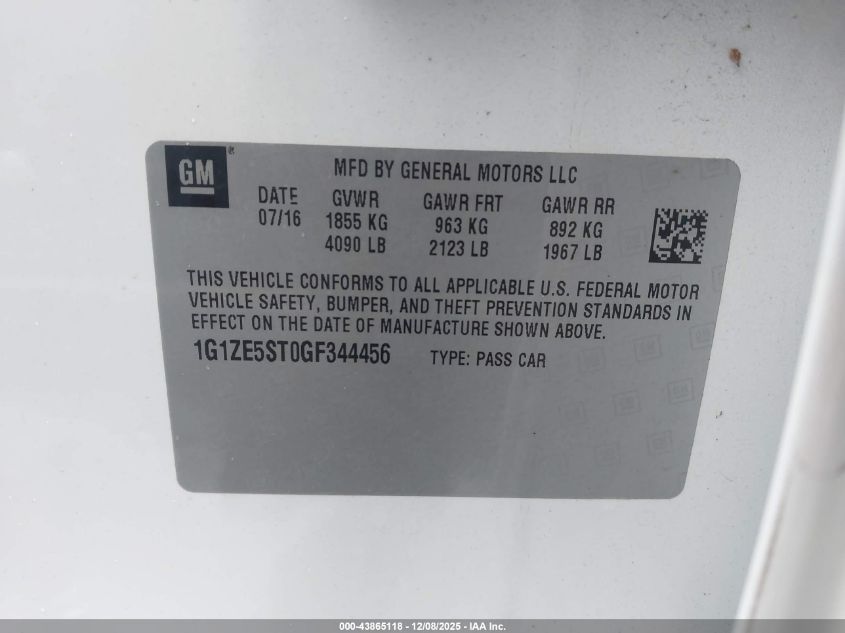 GM
MFD BY GENERAL MOTORS LLC
DATE GVWR GAWR FRT GAWR RR
07/16 1855 KG 963 KG 892 KG
4090 LB 2123 LB 1967 LB
THIS VEHICLE CONFORMS TO ALL APPLICABLE U.S. FEDERAL MOTOR
VEHICLE SAFETY, BUMPER, AND THEFT PREVENTION STANDARDS IN
EFFECT ON THE DATE OF MANUFACTURE SHOWN ABOVE.
1G1ZE5ST0GF344456 TYPE: PASS CAR
000-43865118 - 12/08/2025 - IAA Inc.